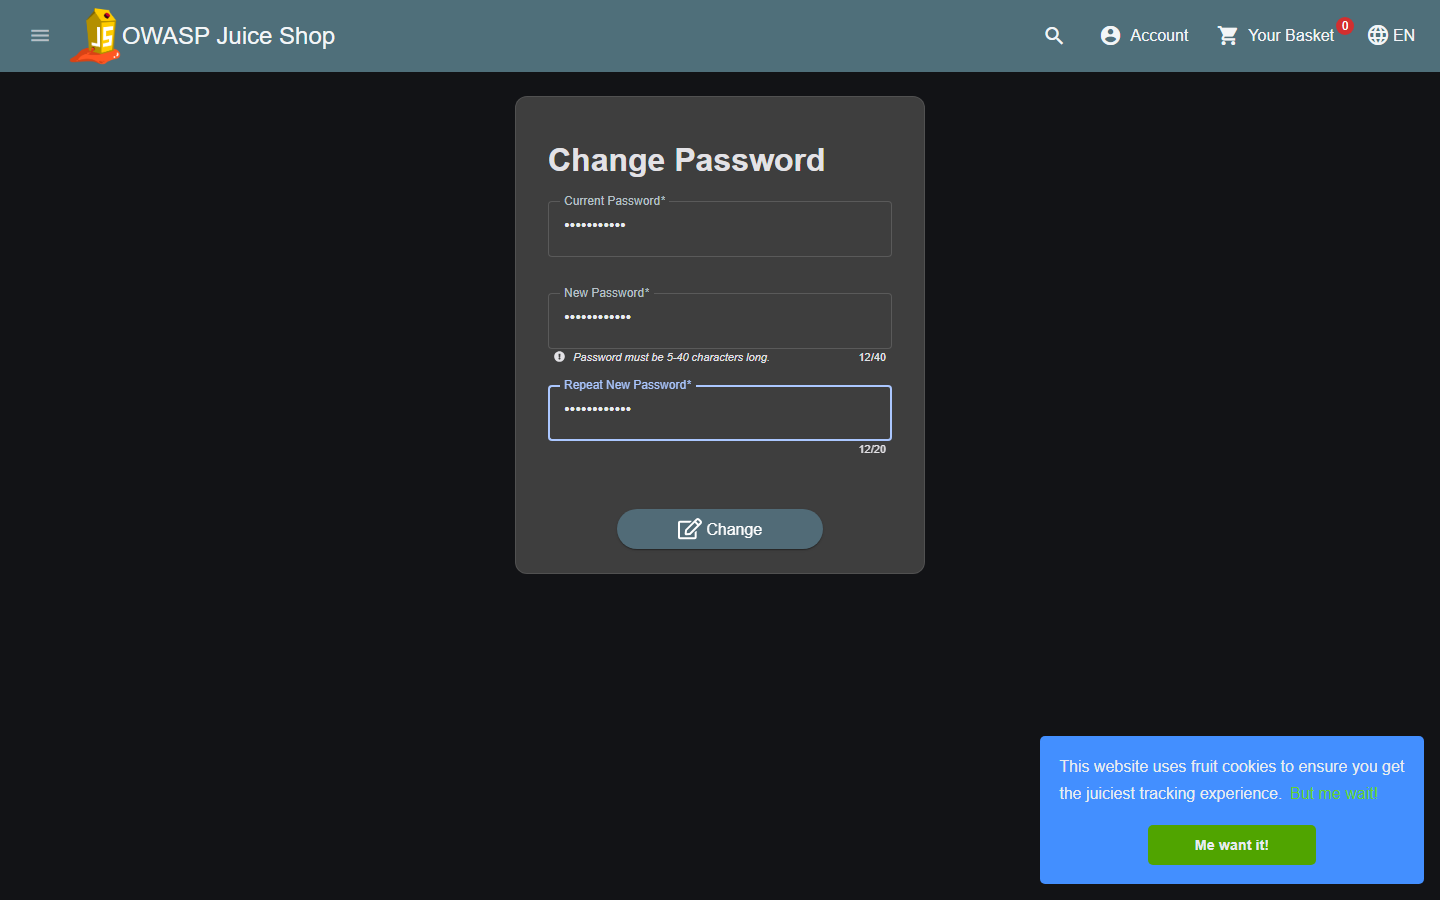 OWASP Juice Shop
Account
Your Basket
0
EN
Change Password
Current Password*
•••••••••••
New Password*
••••••••••••
Password must be 5-40 characters long.
12/40
Repeat New Password*
••••••••••••
12/20
Change
This website uses fruit cookies to ensure you get
the juiciest tracking experience. But me wait!
Me want it!